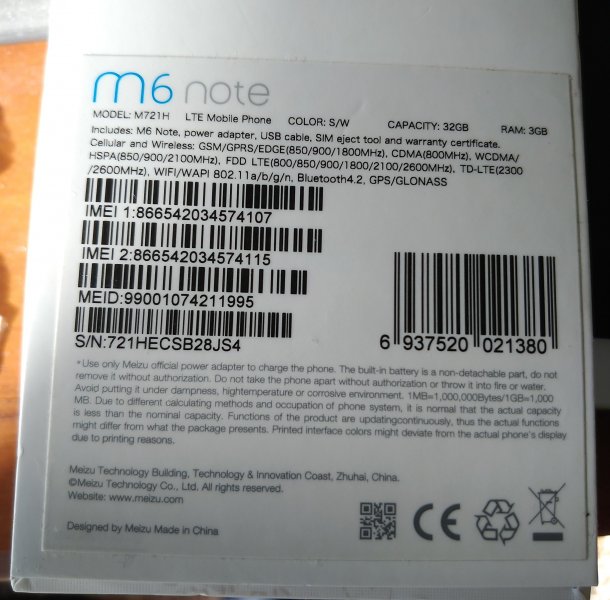 m6 note
MODEL: M721H LTE Mobile Phone COLOR: S/W CAPACITY: 32GB RAM: 3GB
Includes: M6 Note, power adapter, USB cable, SIM eject tool and warranty certificate.
Cellular and Wireless: GSM/GPRS/EDGE(850/900/1800MHz), CDMA(800MHz), WCDMA/
HSPA(850/900/2100MHz), FDD LTE(800/850/900/1800/2100/2600MHz), TD-LTE(2300
/2600MHz), WIFI/WAPI 802.11a/b/g/n, Bluetooth4.2, GPS/GLONASS
IMEI 1:866542034574107
IMEI 2:866542034574115
MEID:99001074211995
S/N:721HECSB28JS4
6 937520 021380
*Use only Meizu official power adapter to charge the phone. The built-in battery is a non-detachable part, do not
remove it without authorization. Do not take the phone apart without authorization or throw it into fire or water.
Avoid putting it under dampness, hightemperature or corrosive environment. 1MB=1,000,000Bytes/1GB=1,000
MB. Due to different calculating methods and occupation of phone system, it is normal that the actual capacity
is less than the nominal capacity. Functions of the product are updatingcontinuously, thus the actual functions
might differ from what the package presents. Printed interface colors might deviate from the actual phone's display
due to printing reasons.
Meizu Technology Building, Technology & Innovation Coast, Zhuhai, China.
©Meizu Technology Co., Ltd. All rights reserved.
Website: www.meizu.com
Designed by Meizu Made in China
CE